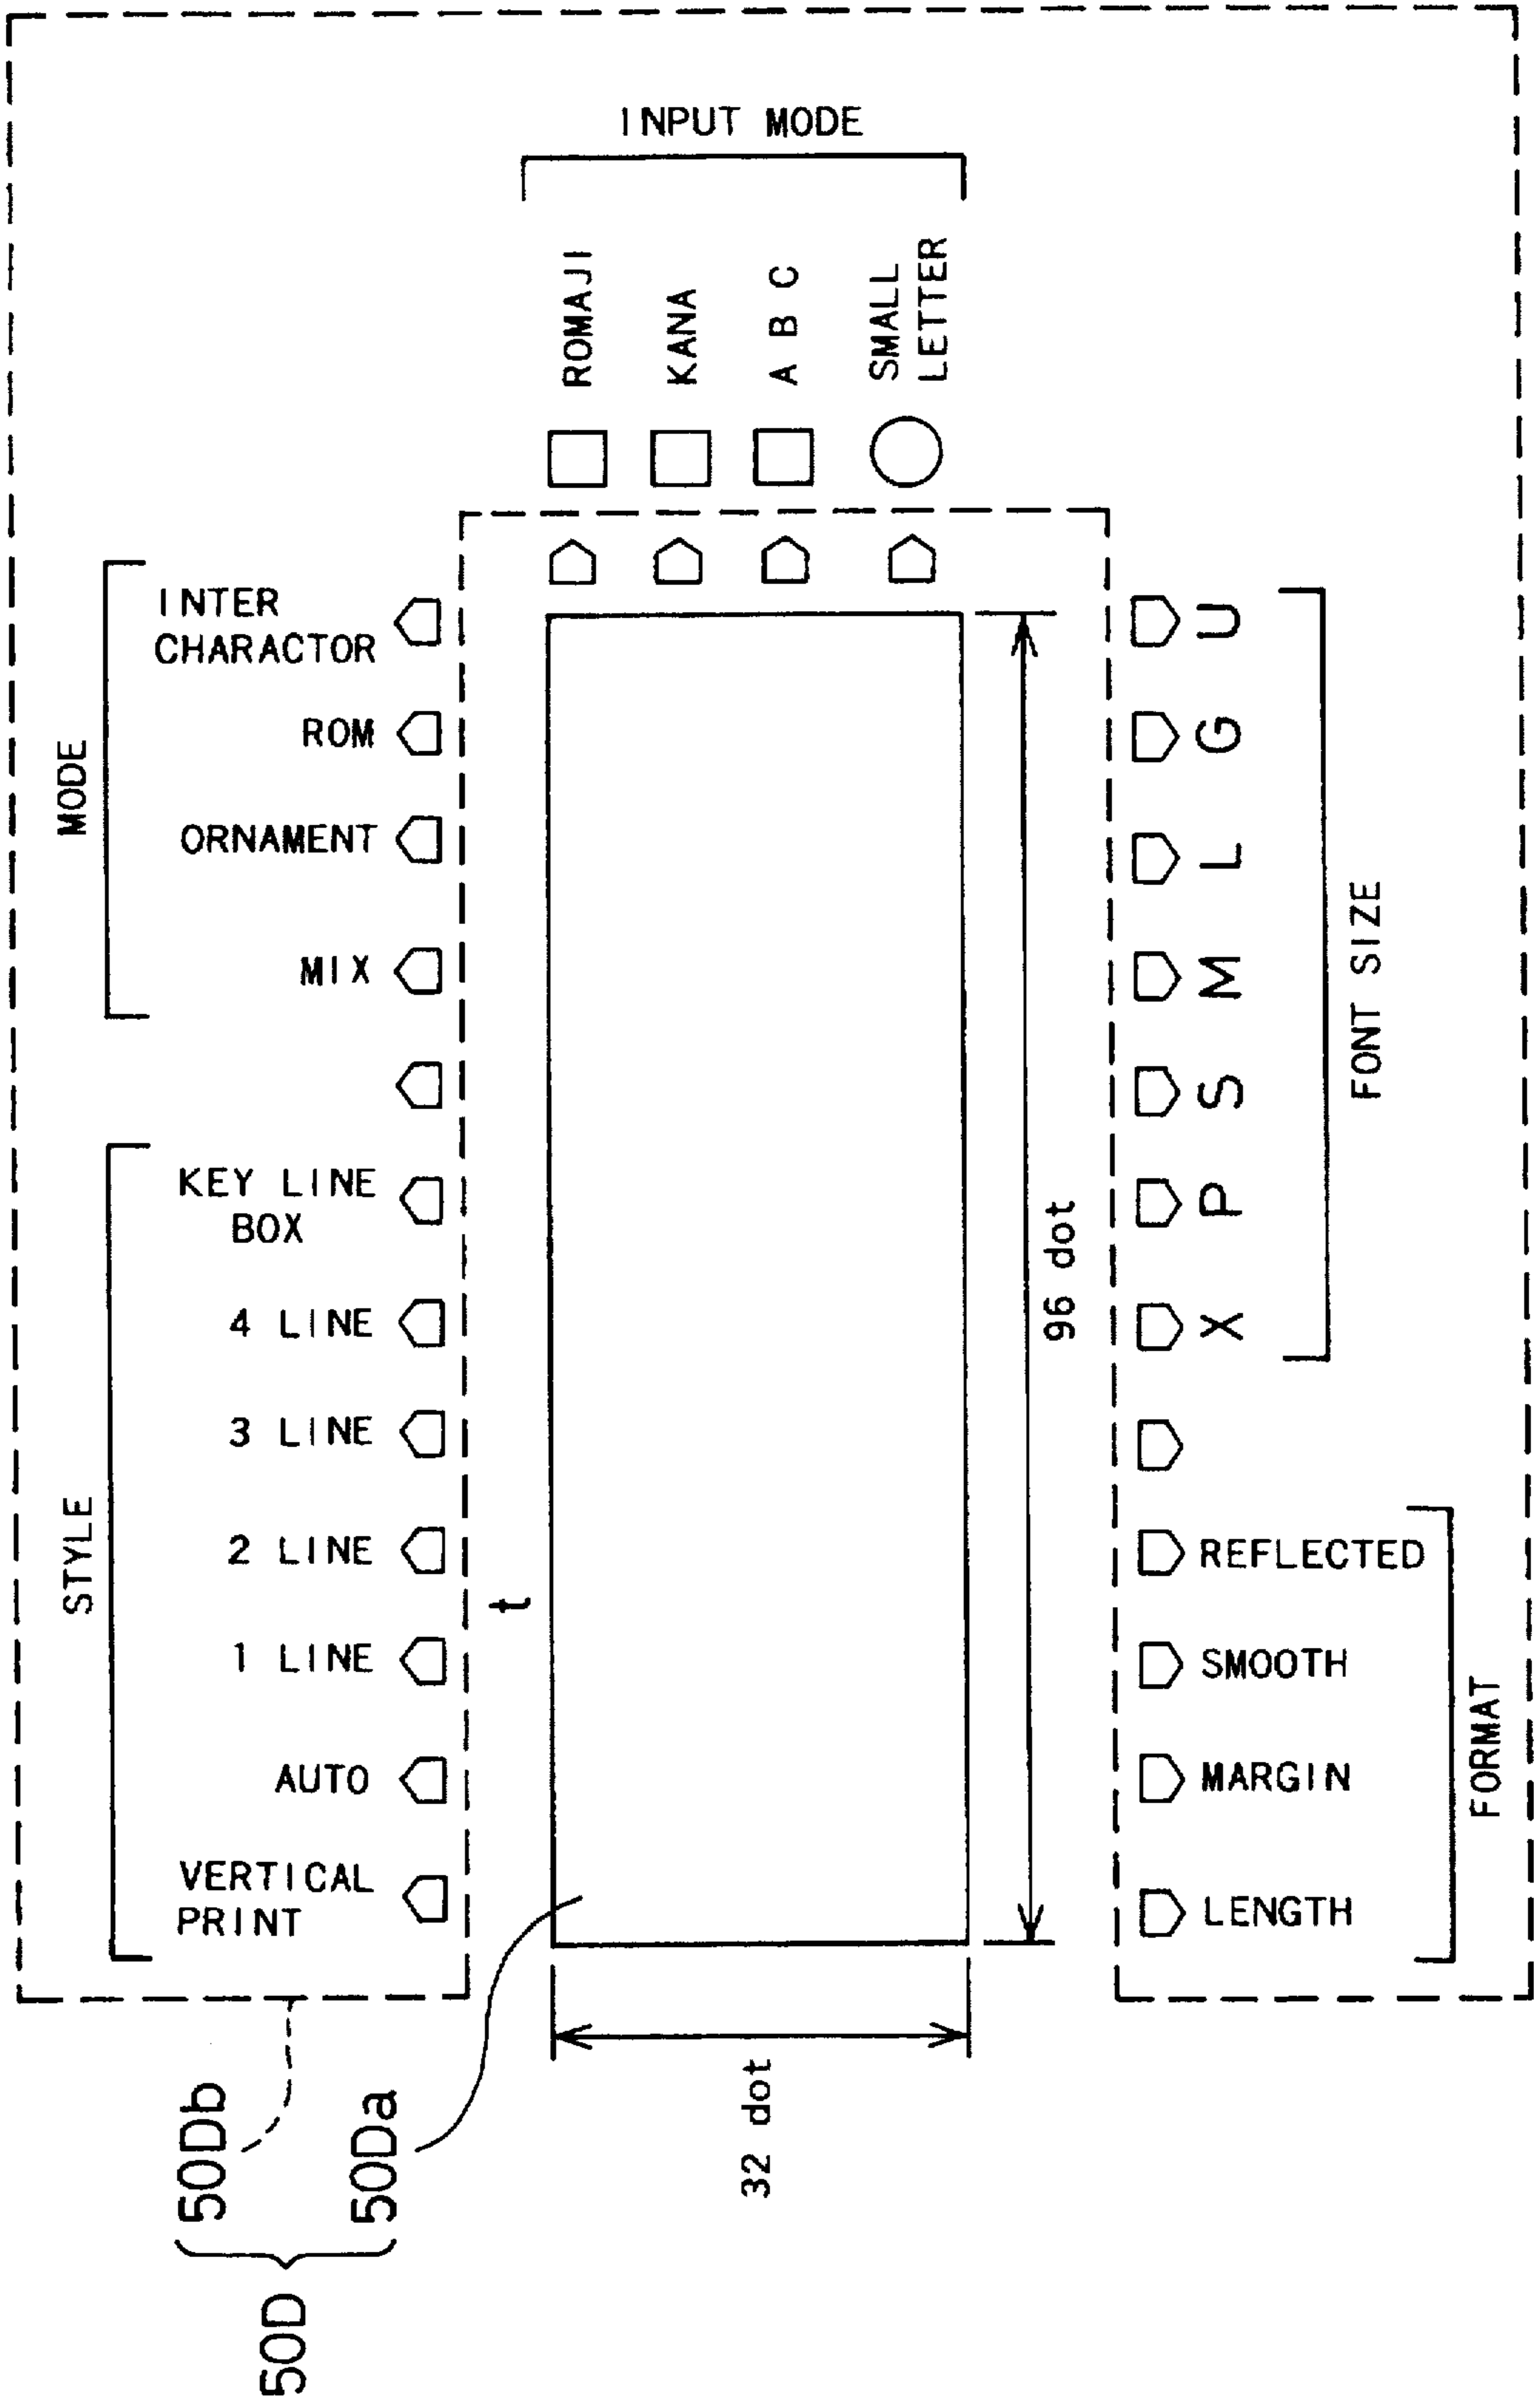 STYLE
MODE
VERTICAL
PRINT
AUTO
1 LINE
2 LINE
3 LINE
4 LINE
KEY LINE
BOX
MIX
ORNAMENT
ROM
INTER
CHARACTOR
50D
50Db
50Da
t
32 dot
96 dot
ROMAJI
KANA
A B C
SMALL
LETTER
INPUT MODE
LENGTH
MARGIN
SMOOTH
REFLECTED
X
P
S
M
L
G
U
FORMAT
FONT SIZE